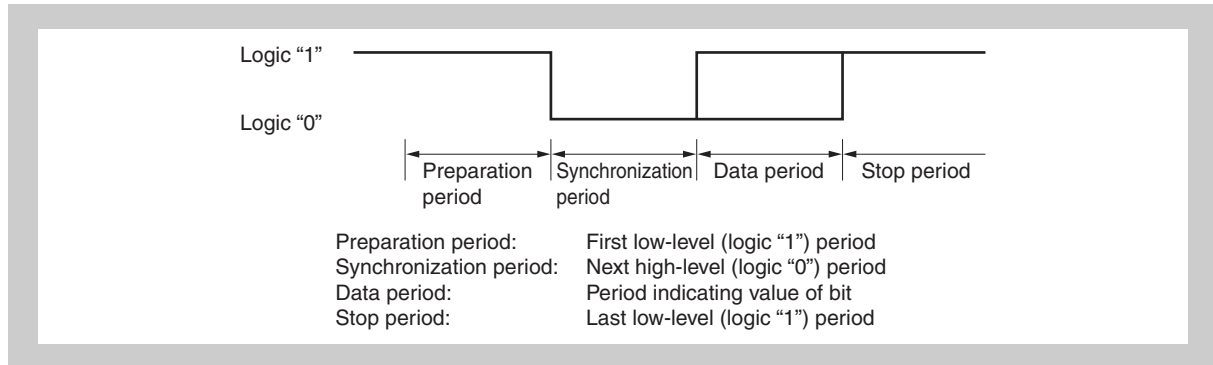 Logic “1”
Logic “0”
Preparation period
Synchronization period
Data period
Stop period
Preparation period: First low-level (logic “1”) period
Synchronization period: Next high-level (logic “0”) period
Data period: Period indicating value of bit
Stop period: Last low-level (logic “1”) period